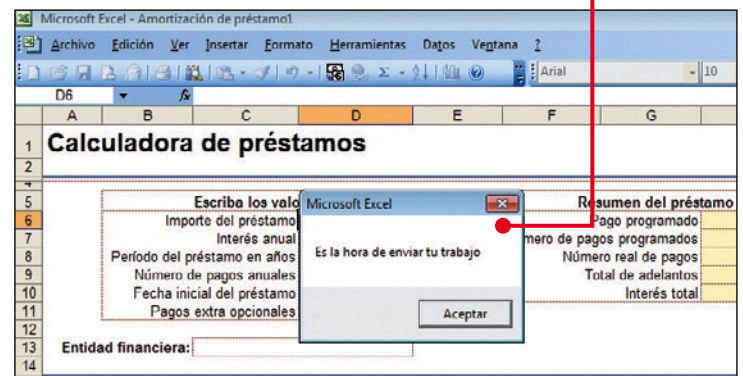 Microsoft Excel - Amortización de préstamo1
Archivo Edición Ver Insertar Formato Herramientas Datos Ventana ?
Arial 10
D6 fx
A B C D E F G
1 Calculadora de préstamos
2
5 Escriba los valo Resumen del préstamo
6 Importe del préstamo Pago programado
7 Interés anual mero de pagos programados
8 Período del préstamo en años Número real de pagos
9 Número de pagos anuales Total de adelantos
10 Fecha inicial del préstamo Interés total
11 Pagos extra opcionales
12
13 Entidad financiera:
14
Microsoft Excel
Es la hora de enviar tu trabajo
Aceptar